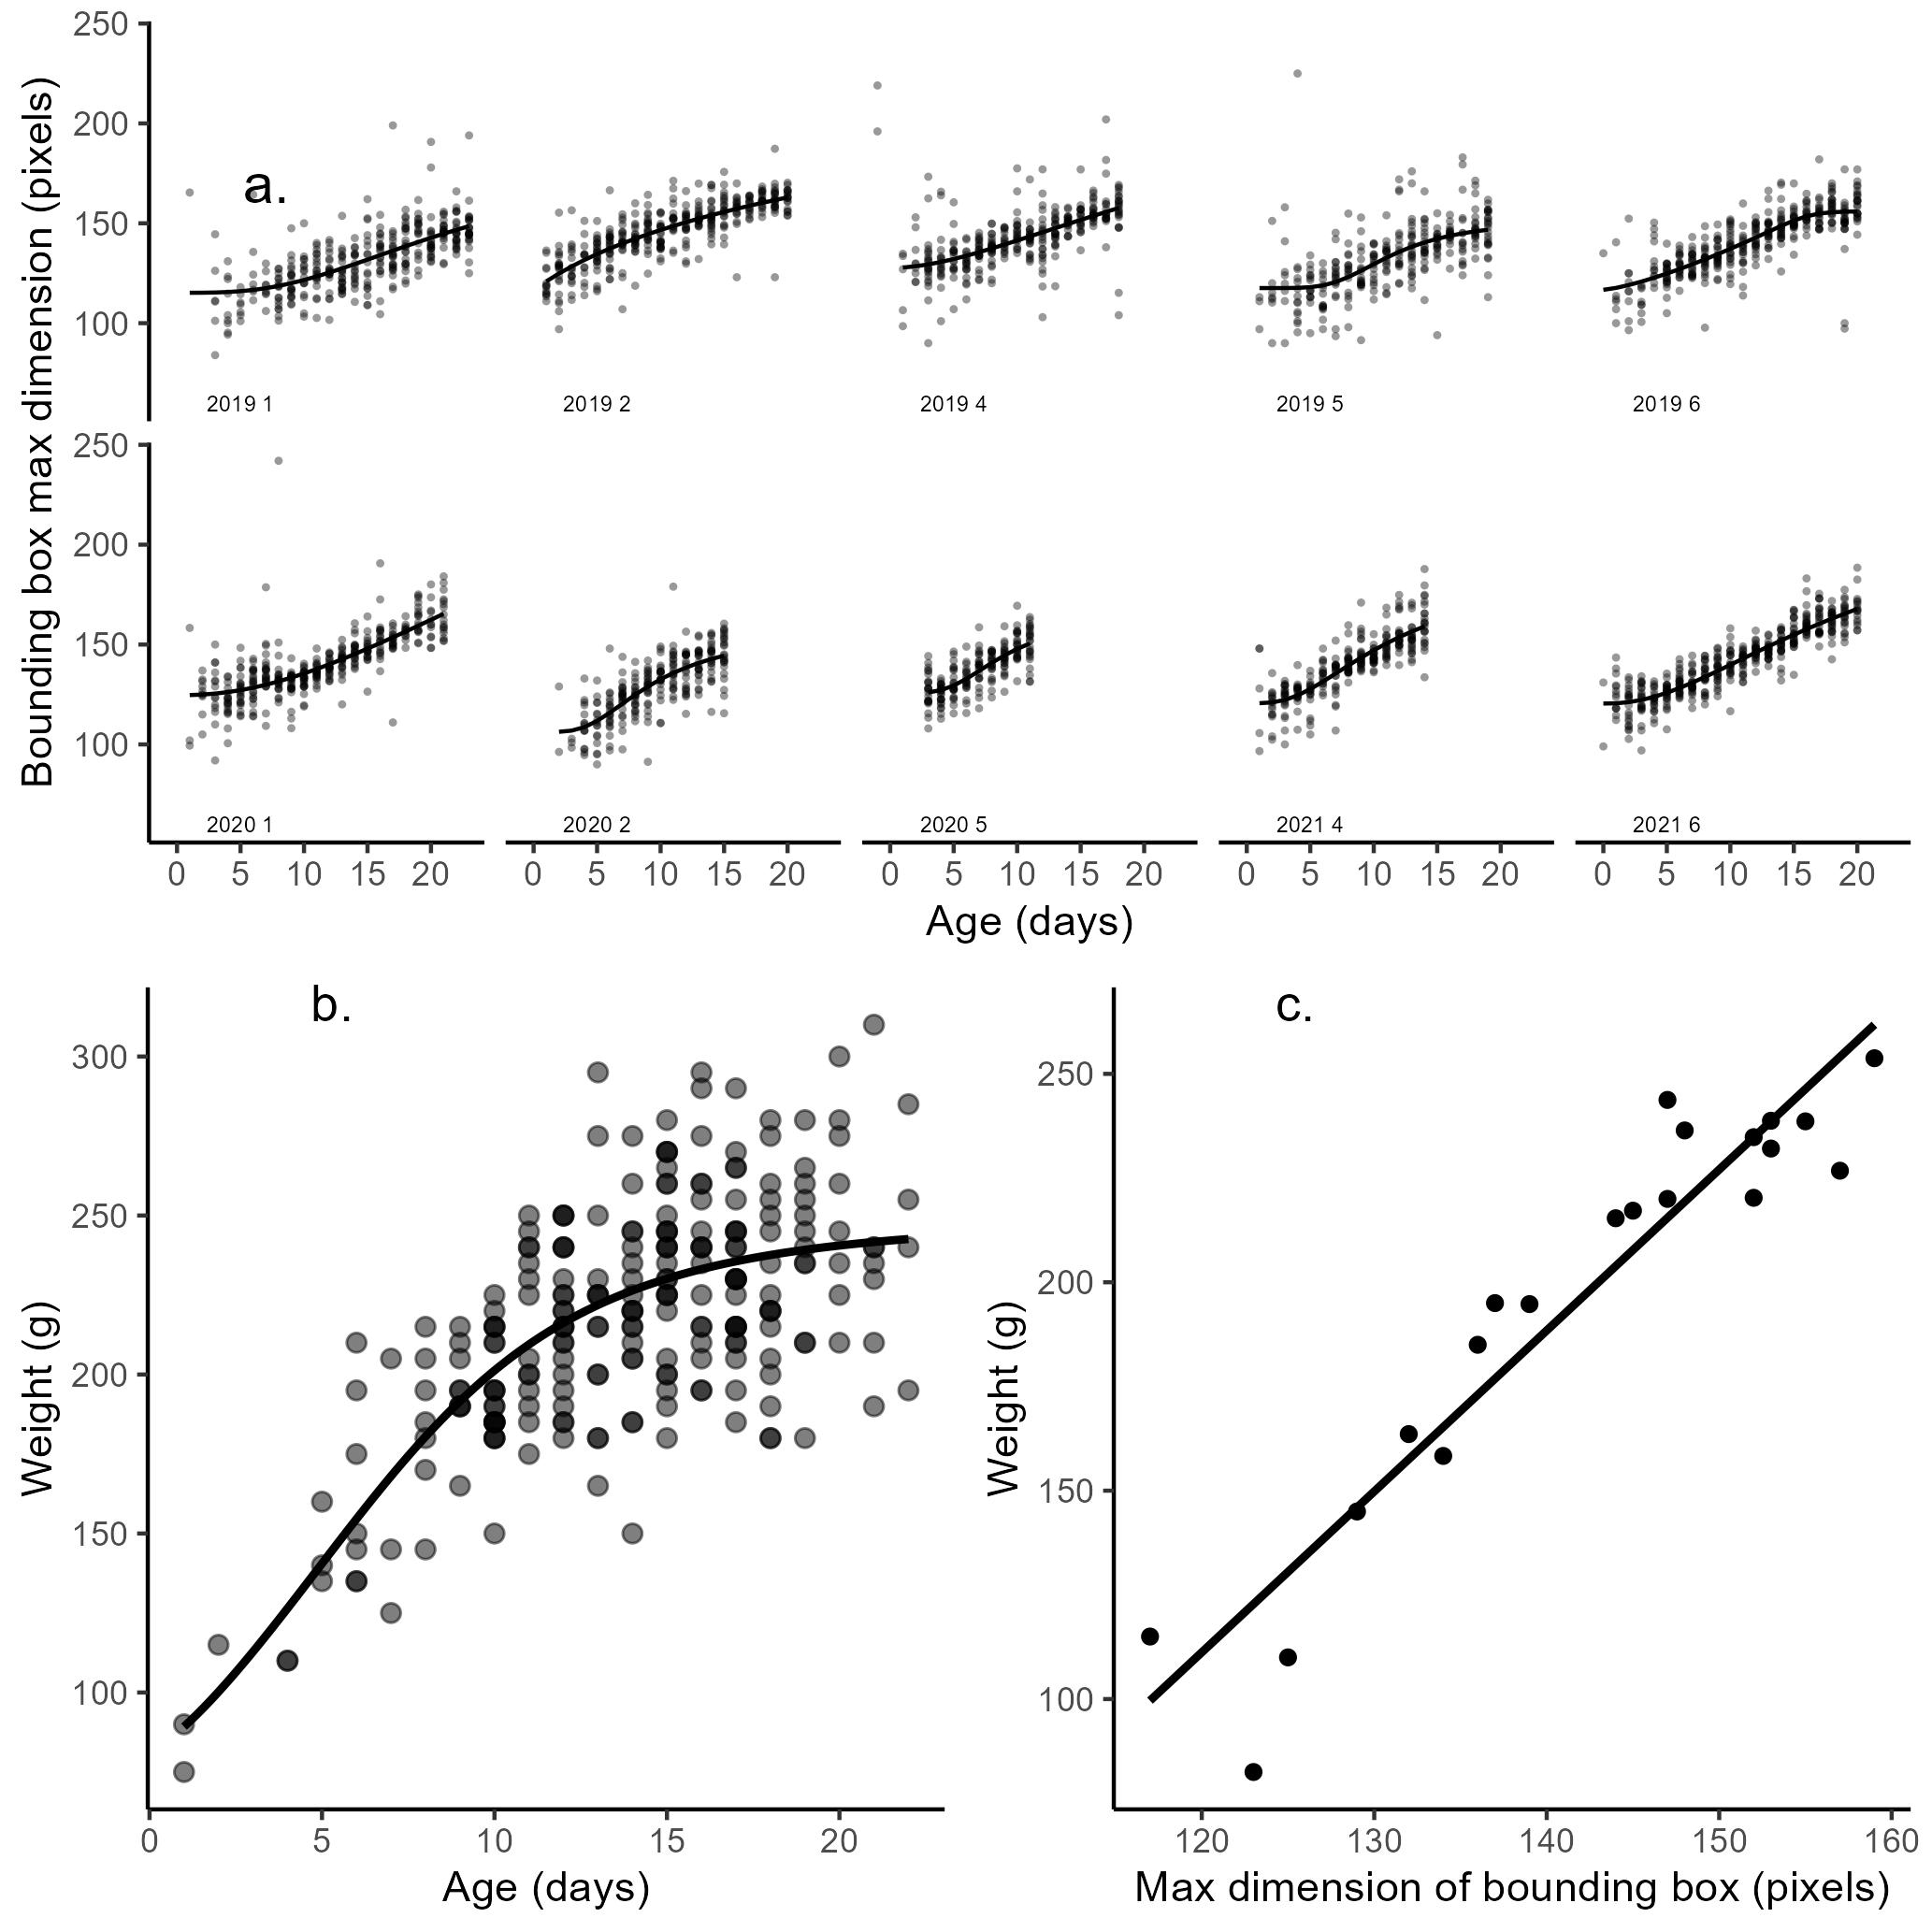 Bounding box max dimension (pixels)
250
200
150
100
a.
2019 1
2019 2
2019 4
2019 5
2019 6
250
200
150
100
2020 1
2020 2
2020 5
2021 4
2021 6
0 5 10 15 20
0 5 10 15 20
0 5 10 15 20
0 5 10 15 20
0 5 10 15 20
Age (days)
b.
Weight (g)
300
250
200
150
100
0 5 10 15 20
Age (days)
c.
Weight (g)
250
200
150
100
120 130 140 150 160
Max dimension of bounding box (pixels)